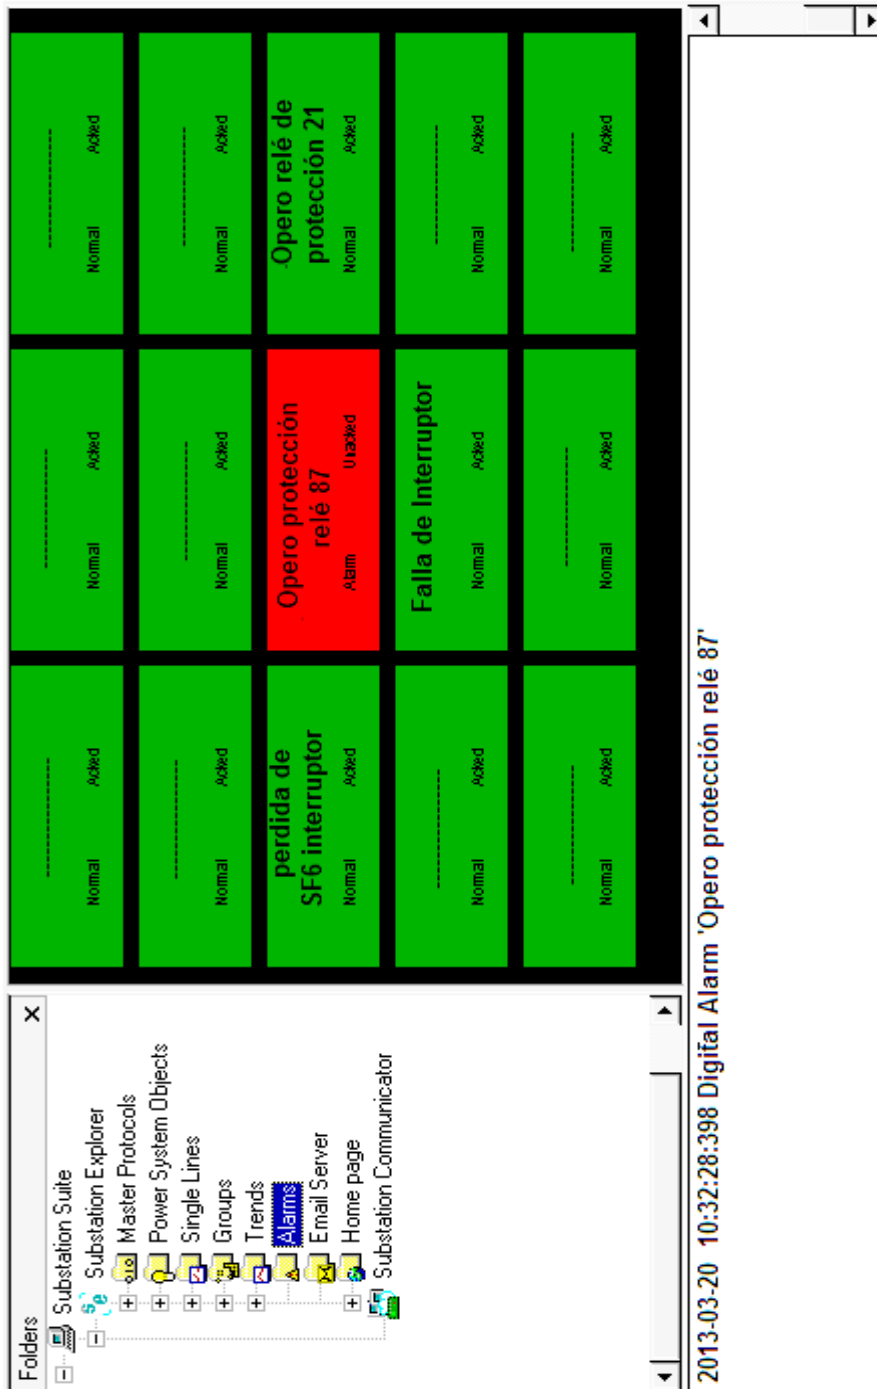 Folders
Substation Suite
Substation Explorer
Master Protocols
Power System Objects
Single Lines
Groups
Trends
Alarms
Email Server
Home page
Substation Communicator
-------------------- -------------------- --------------------
Normal Acked Normal Acked Normal Acked
-------------------- -------------------- --------------------
Normal Acked Normal Acked Normal Acked
perdida de
SF6 interruptor
Normal Acked
Opero protección
relé 87
Alarm Unacked
Opero relé de
protección 21
Normal Acked
--------------------
Normal Acked
Falla de Interruptor
Normal Acked
--------------------
Normal Acked
-------------------- -------------------- --------------------
Normal Acked Normal Acked Normal Acked
2013-03-20 10:32:28:398 Digital Alarm 'Opero protección relé 87'